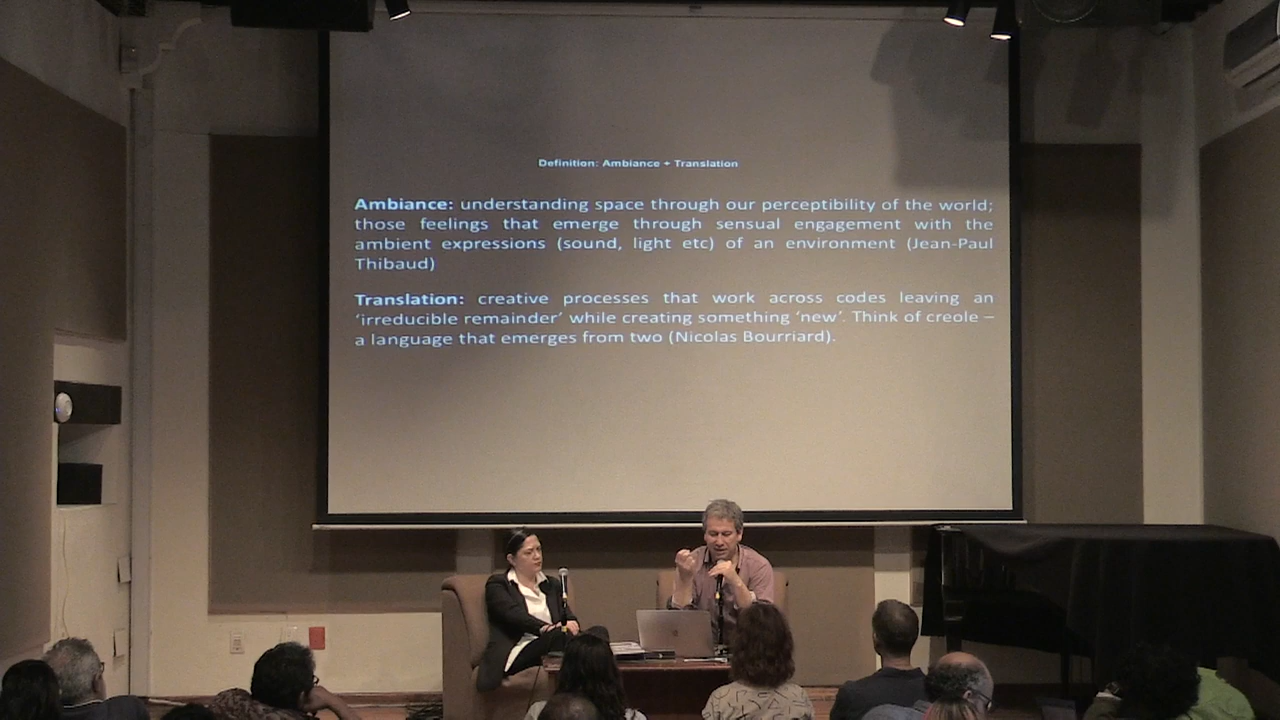 Definition: Ambiance + Translation
Ambiance: understanding space through our perceptibility of the world;
those feelings that emerge through sensual engagement with the
ambient expressions (sound, light etc) of an environment (Jean-Paul
Thibaud)
Translation: creative processes that work across codes leaving an
‘irreducible remainder’ while creating something ‘new’. Think of creole –
a language that emerges from two (Nicolas Bourriard).